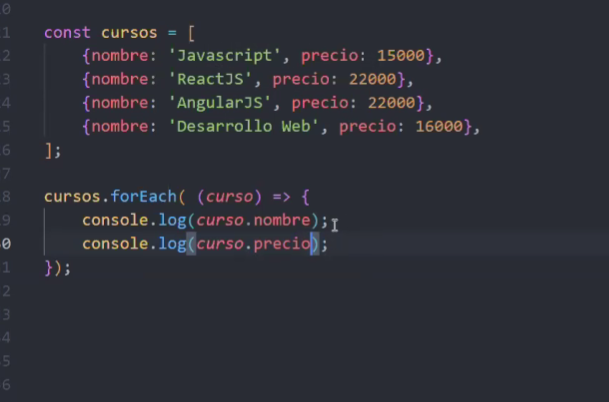 0
1 const cursos = [
2 {nombre: 'Javascript', precio: 15000},
3 {nombre: 'ReactJS', precio: 22000},
4 {nombre: 'AngularJS', precio: 22000},
5 {nombre: 'Desarrollo Web', precio: 16000},
6 ];
7
8 cursos.forEach( (curso) => {
9 console.log(curso.nombre);
60 console.log(curso.precio);
1 });
2
3
4
5
6